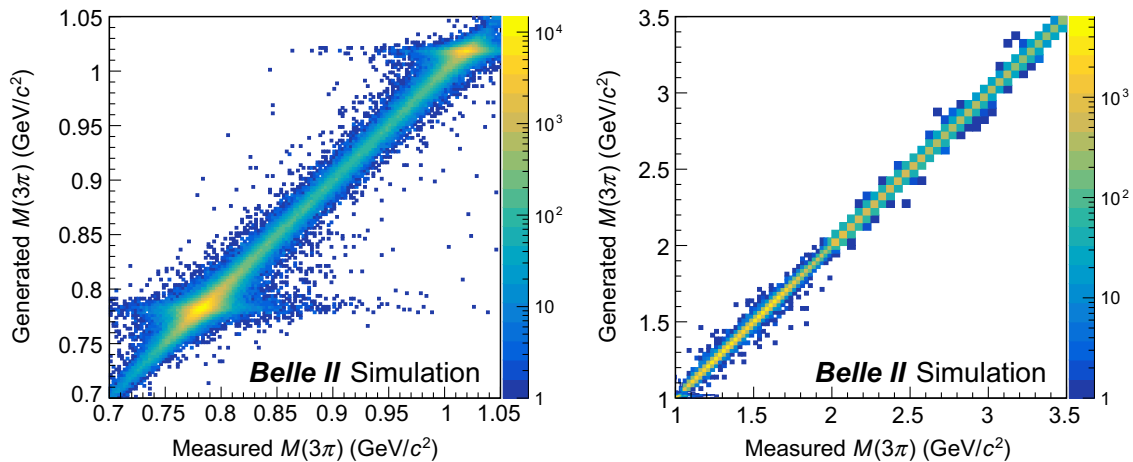 1.05
1
0.95
0.9
0.85
0.8
0.75
0.7
Generated M(3π) (GeV/c²)
0.7 0.75 0.8 0.85 0.9 0.95 1 1.05
Measured M(3π) (GeV/c²)
Belle II Simulation
10⁴
10³
10²
10
1
3.5
3
2.5
2
1.5
1
Generated M(3π) (GeV/c²)
1 1.5 2 2.5 3 3.5
Measured M(3π) (GeV/c²)
Belle II Simulation
10³
10²
10
1